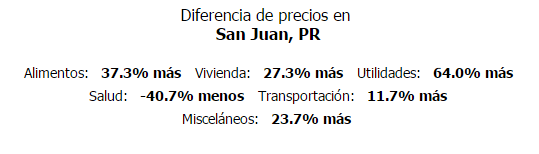 Diferencia de precios en
San Juan, PR
Alimentos: 37.3% más Vivienda: 27.3% más Utilidades: 64.0% más
Salud: -40.7% menos Transportación: 11.7% más
Misceláneos: 23.7% más